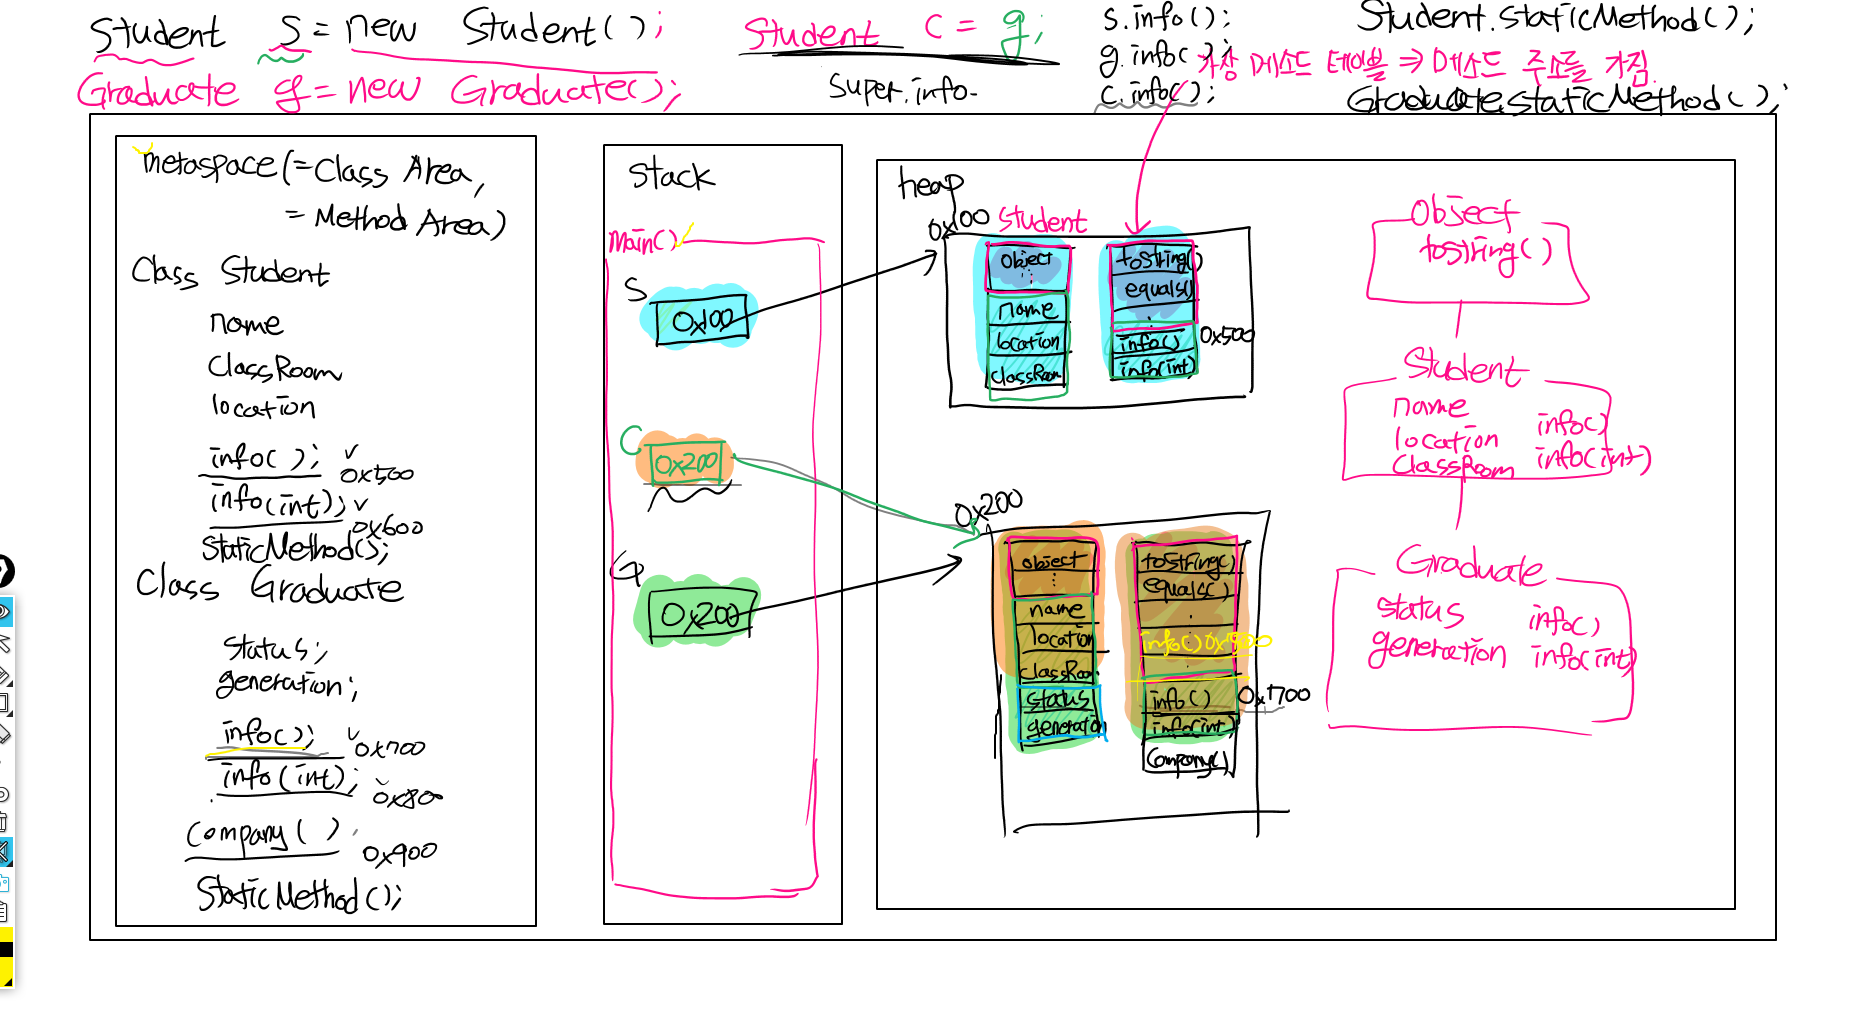 Student s = new Student();
Graduate g = new Graduate();
Student c = g;
super.info.
s.info();
g.info();
c.info();
Student.staticMethod();
가상 메소드 테이블 ⇒ 메소드 주소를 가짐.
Graduate.staticMethod();
metaspace(=Class Area,
= Method Area)
Class Student
name
ClassRoom
location
info();
0x500
info(int);
0x600
staticMethod();
Class Graduate
status;
generation;
info();
0x700
info(int);
0x800
company()
0x900
staticMethod();
Stack
main()
S
0x100
C
0x200
G
0x200
heap
0x100
Student
object
name
location
classRoom
toString()
equals()
info()
0x500
info(int)
0x200
object
name
location
classRoom
status
generation
toString()
equals()
info()
info()
0x700
info(int)
company()
Object
toString()
Student
name
location
classRoom
info()
info(int)
Graduate
status
generation
info()
info(int)